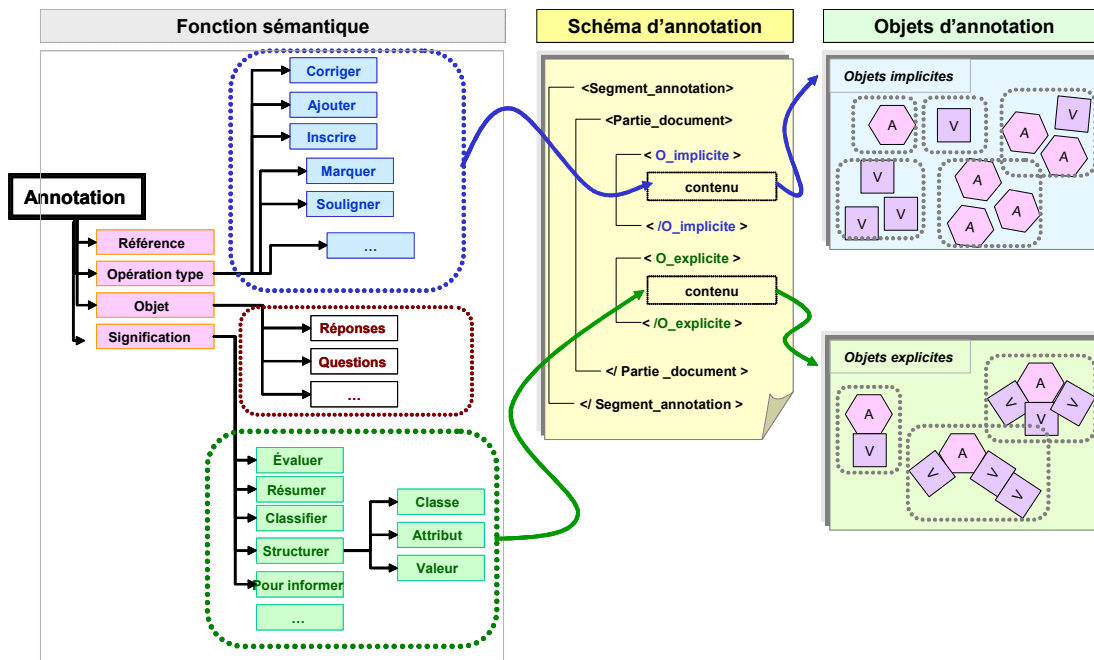 Fonction sémantique
Schéma d'annotation
Objets d'annotation
Annotation
Référence
Opération type
Objet
Signification
Corriger
Ajouter
Inscrire
Marquer
Souligner
...
Réponses
Questions
...
Évaluer
Résumer
Classifier
Structurer
Pour informer
...
Classe
Attribut
Valeur
<Segment_annotation>
<Partie_document>
< O_implicite >
contenu
< /O_implicite >
< O_explicite >
contenu
< /O_explicite >
</ Partie _document >
</ Segment_annotation >
Objets implicites
A
V
V
A
A
V
V
V
A
A
A
Objets explicites
A
V
A
V
V
V
A
V
V
V